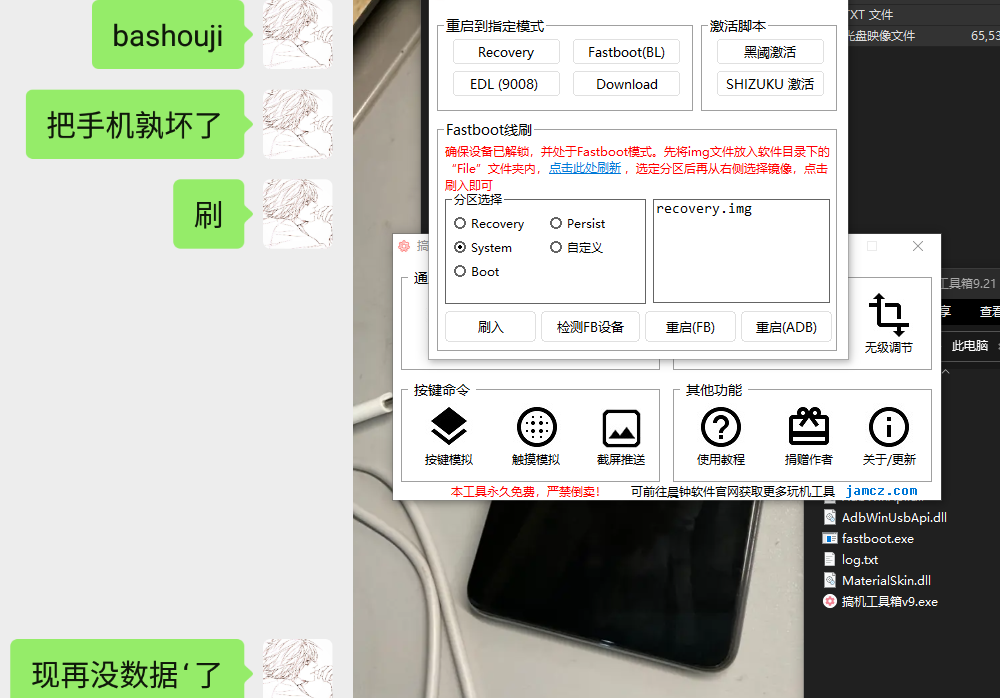 bashouji
把手机孰坏了
刷
现再没数据‘了
重启到指定模式
Recovery
Fastboot(BL)
EDL (9008)
Download
激活脚本
黑阈激活
SHIZUKU 激活
Fastboot线刷
确保设备已解锁，并处于Fastboot模式。先将img文件放入软件目录下的
“File”文件夹内，点击此处刷新，选定分区后再从右侧选择镜像，点击
刷入即可
分区选择
Recovery
Persist
System
自定义
Boot
recovery.img
刷入
检测FB设备
重启(FB)
重启(ADB)
搞
通
无级调节
按键命令
按键模拟
触摸模拟
截屏推送
其他功能
使用教程
捐赠作者
关于/更新
本工具永久免费，严禁倒卖!
可前往晨钟软件官网获取更多玩机工具
jamcz.com
TXT 文件
光盘映像文件
65,53
工具箱9.21
享
查看
此电脑
AdbWinUsbApi.dll
fastboot.exe
log.txt
MaterialSkin.dll
搞机工具箱v9.exe